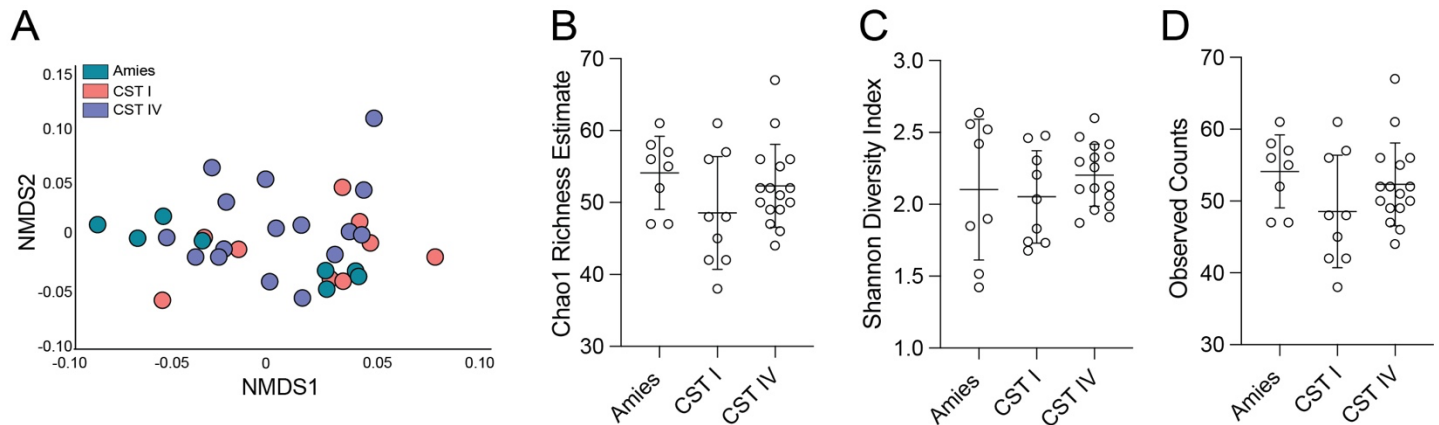 A
NMDS2
0.15
0.10
0.05
0
-0.05
-0.10
Amies
CST I
CST IV
-0.10
-0.05
0
0.05
0.10
NMDS1
B
Chao1 Richness Estimate
70
60
50
40
30
Amies
CST I
CST IV
C
Shannon Diversity Index
3.0
2.5
2.0
1.5
1.0
Amies
CST I
CST IV
D
Observed Counts
70
60
50
40
30
Amies
CST I
CST IV